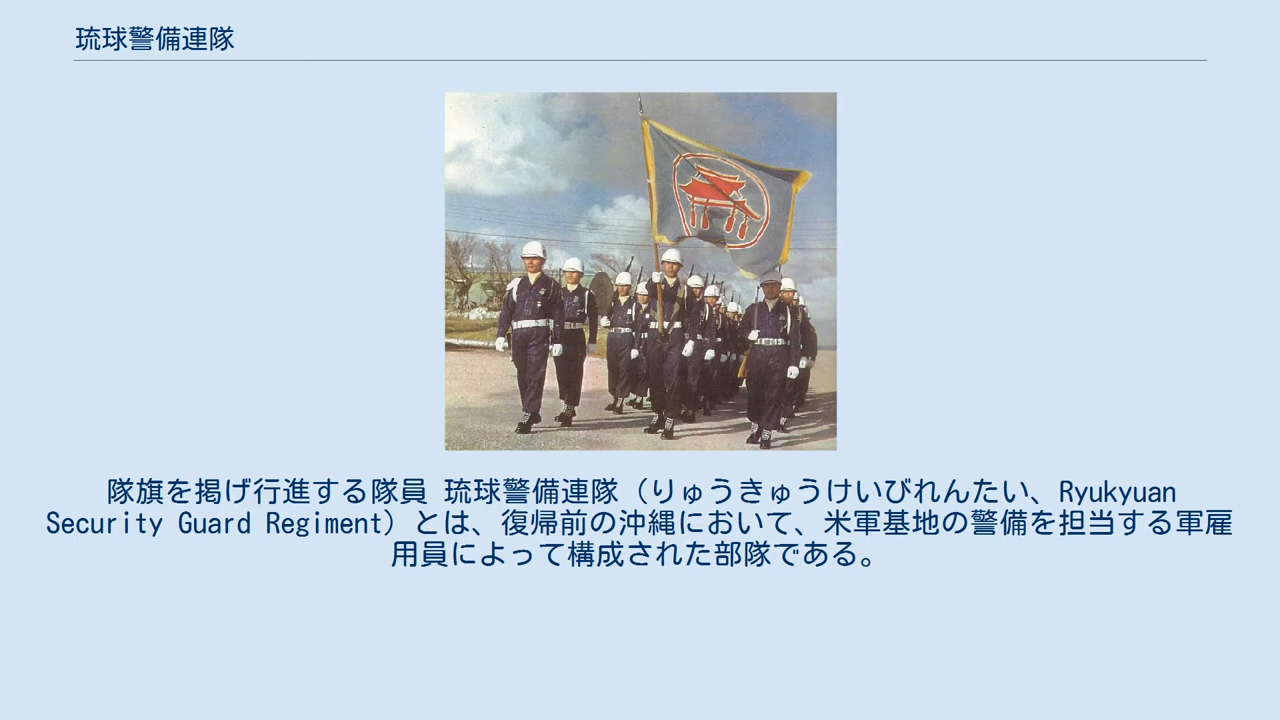 琉球警備連隊
隊旗を掲げ行進する隊員 琉球警備連隊（りゅうきゅうけいびれんたい、Ryukyuan
Security Guard Regiment）とは、復帰前の沖縄において、米軍基地の警備を担当する軍雇
用員によって構成された部隊である。